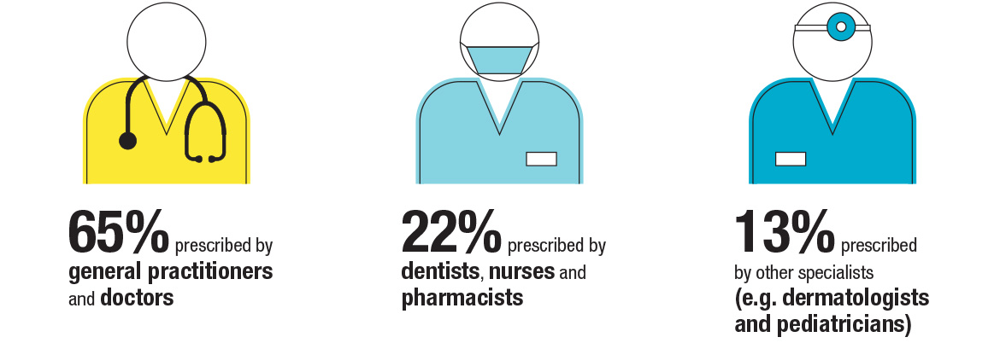 65% prescribed by
general practitioners
and doctors
22% prescribed by
dentists, nurses and
pharmacists
13% prescribed
by other specialists
(e.g. dermatologists
and pediatricians)